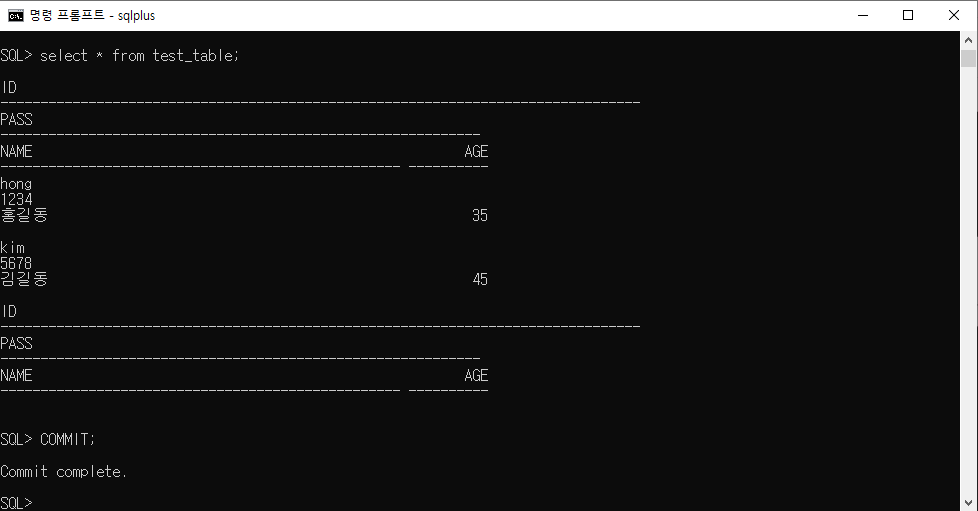 명령 프롬프트 - sqlplus
SQL> select * from test_table;
ID
--------------------------------------------------------------------------------
PASS
------------------------------------------------------------
NAME                                                      AGE
-------------------------------------------------- ----------
hong
1234
홍길동                                                     35
kim
5678
김길동                                                     45
ID
--------------------------------------------------------------------------------
PASS
------------------------------------------------------------
NAME                                                      AGE
-------------------------------------------------- ----------
SQL> COMMIT;
Commit complete.
SQL>